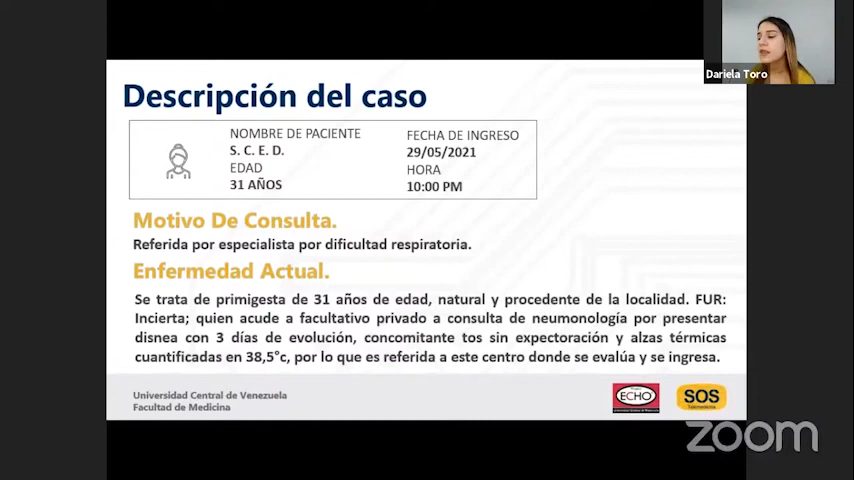 Dariela Toro
Descripción del caso
NOMBRE DE PACIENTE
S. C. E. D.
EDAD
31 AÑOS
FECHA DE INGRESO
29/05/2021
HORA
10:00 PM
Motivo De Consulta.
Referida por especialista por dificultad respiratoria.
Enfermedad Actual.
Se trata de primigesta de 31 años de edad, natural y procedente de la localidad. FUR:
Incierta; quien acude a facultativo privado a consulta de neumonología por presentar
disnea con 3 días de evolución, concomitante tos sin expectoración y alzas térmicas
cuantificadas en 38,5°c, por lo que es referida a este centro donde se evalúa y se ingresa.
Universidad Central de Venezuela
Facultad de Medicina
ECHO
SOS
zoom